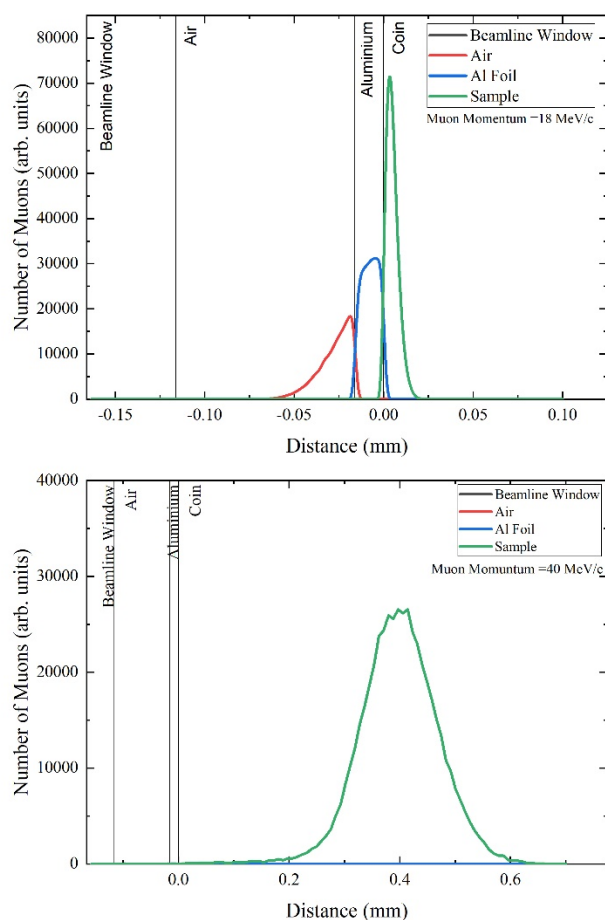 80000
70000
60000
50000
40000
30000
20000
10000
0
Number of Muons (arb. units)
Beamline Window
Air
Aluminium
Coin
Beamline Window
Air
Al Foil
Sample
Muon Momentum =18 MeV/c
-0.15
-0.10
-0.05
0.00
0.05
0.10
Distance (mm)
40000
30000
20000
10000
0
Number of Muons (arb. units)
Beamline Window
Air
Aluminium
Coin
Beamline Window
Air
Al Foil
Sample
Muon Momuntum =40 MeV/c
0.0
0.2
0.4
0.6
Distance (mm)